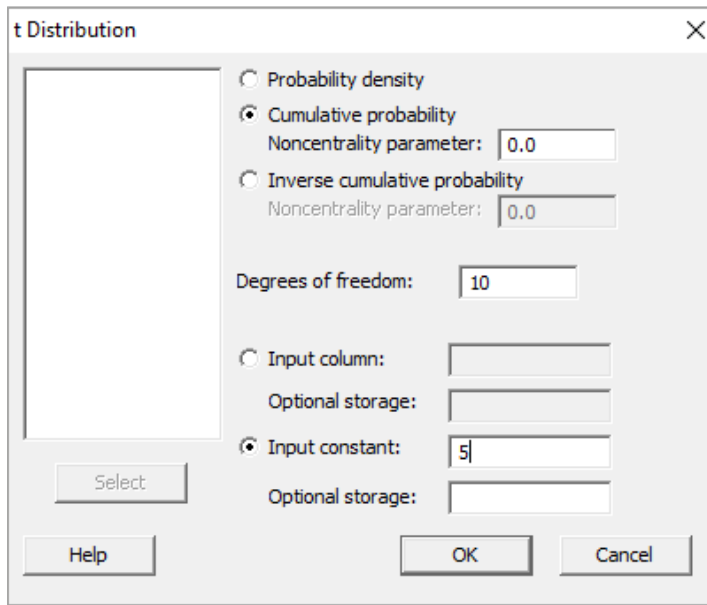 t Distribution
Probability density
Cumulative probability
Noncentrality parameter: 0.0
Inverse cumulative probability
Noncentrality parameter: 0.0
Degrees of freedom: 10
Input column:
Optional storage:
Input constant: 5
Optional storage:
Select
Help OK Cancel